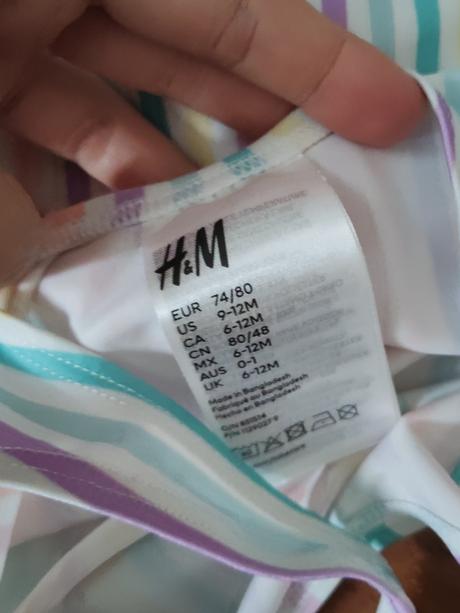 H&M
EUR 74/80
US 9-12M
CA 6-12M
CN 80/48
MX 6-12M
AUS 0-1
UK 6-12M
Made in Bangladesh
Fabriqué au Bangladesh
Hecho en Bangladesh